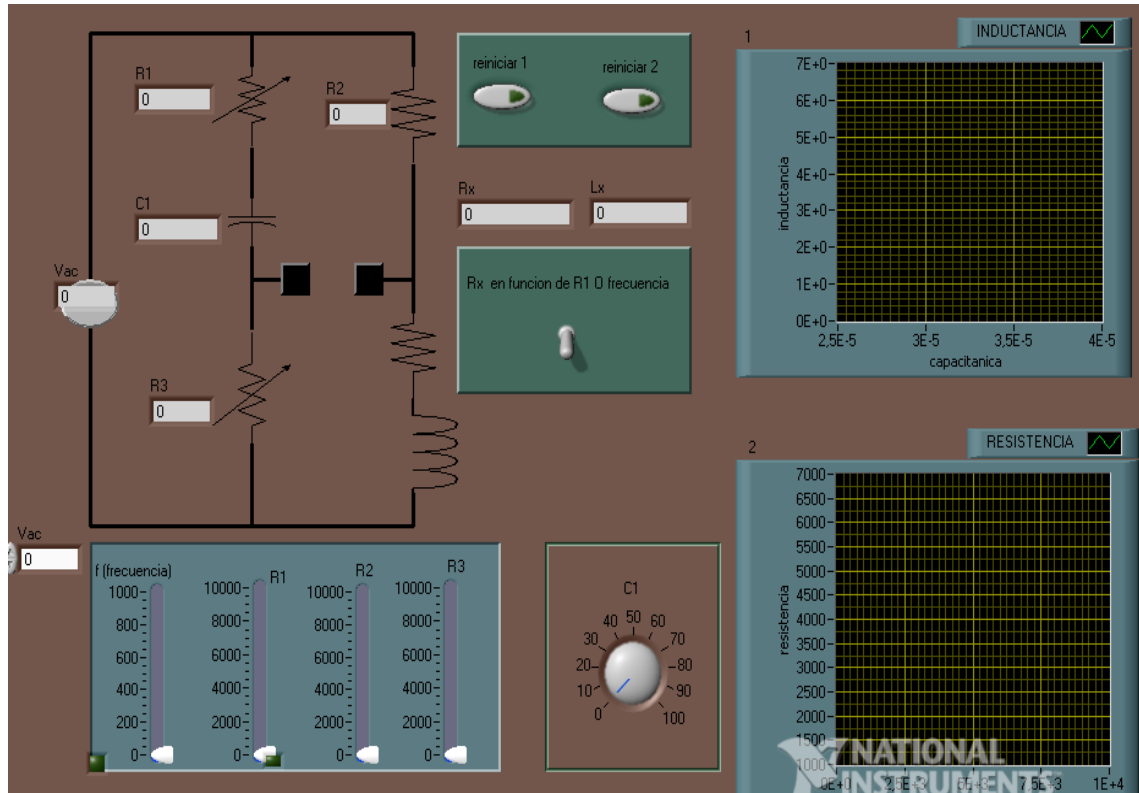 R1
0
R2
0
C1
0
Vac
0
R3
0
reiniciar 1
reiniciar 2
Rx
0
Lx
0
Rx en funcion de R1 O frecuencia
1
INDUCTANCIA
7E+0
6E+0
5E+0
4E+0
3E+0
2E+0
1E+0
0E+0
inductancia
2,5E-5 3E-5 3,5E-5 4E-5
capacitanica
2
RESISTENCIA
7000
6500
6000
5500
5000
4500
4000
3500
3000
2500
2000
1500
1000
resistencia
0E+0 2,5E+3 7,5E+3 1E+4
NATIONAL
INSTRUMENTS
Vac
0
f (frecuencia)
1000
800
600
400
200
0
R1
10000
8000
6000
4000
2000
0
R2
10000
8000
6000
4000
2000
0
R3
10000
8000
6000
4000
2000
0
C1
0 10 20 30 40 50 60 70 80 90 100